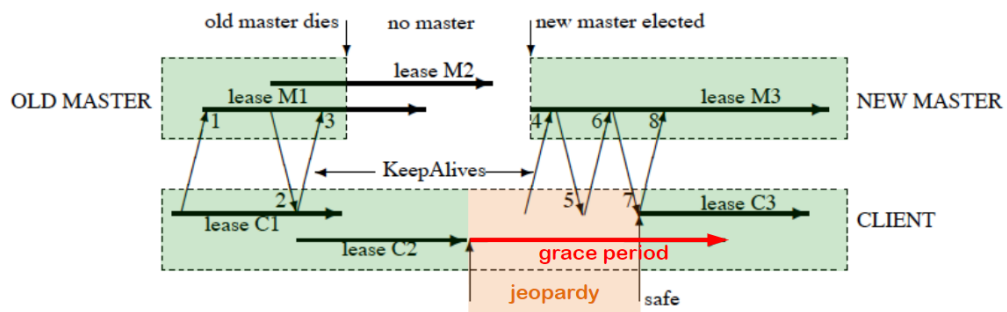 old master dies no master new master elected
lease M2
OLD MASTER lease M1 lease M3 NEW MASTER
1 3 4 6 8
KeepAlives
2 5 7
lease C1 lease C3 CLIENT
lease C2 grace period
jeopardy safe